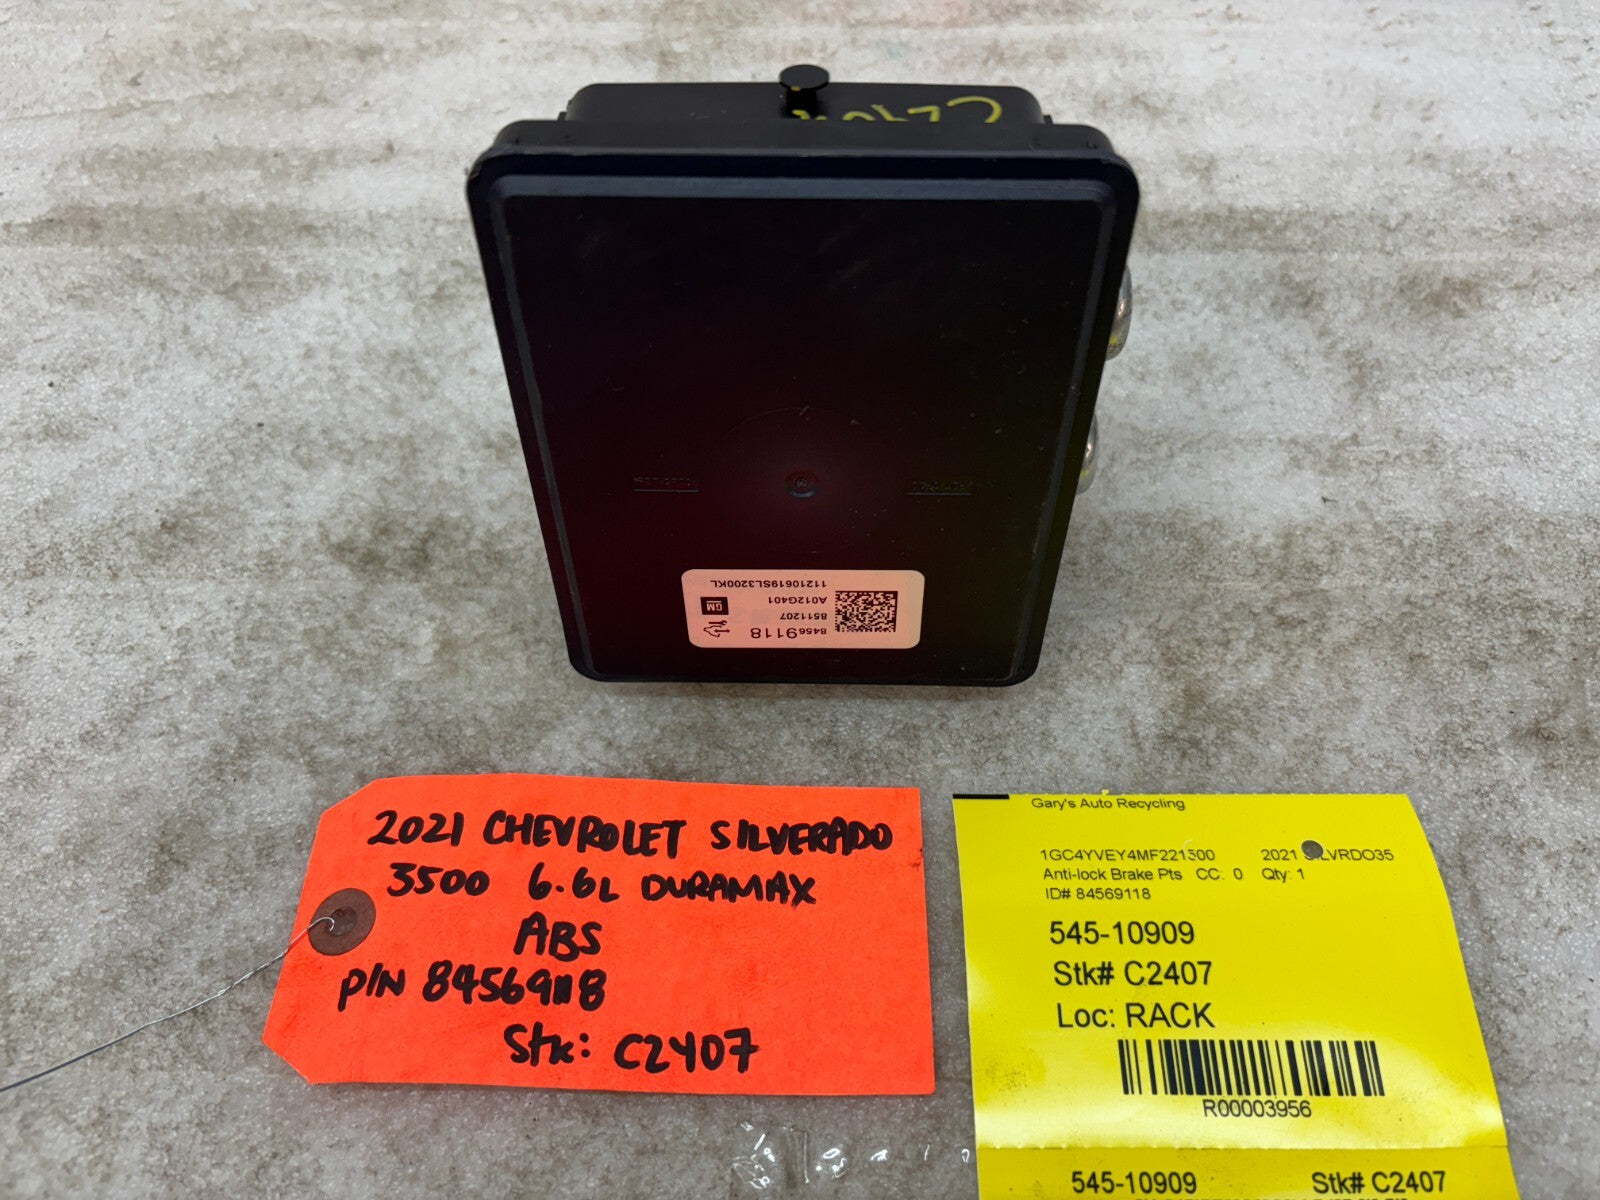 84569118
8511207
A012G401
GM
11210619SL3200KL
2021 CHEVROLET SILVERADO
3500 6.6L DURAMAX
ABS
P/N 84569118
Stk: C2407
Gary's Auto Recycling
1GC4YVEY4MF221300 2021
Anti-lock Brake Pts CC: 0 Qty: 1
ID# 84569118
545-10909
Stk# C2407
Loc: RACK
R00003956
545-10909 Stk# C2407